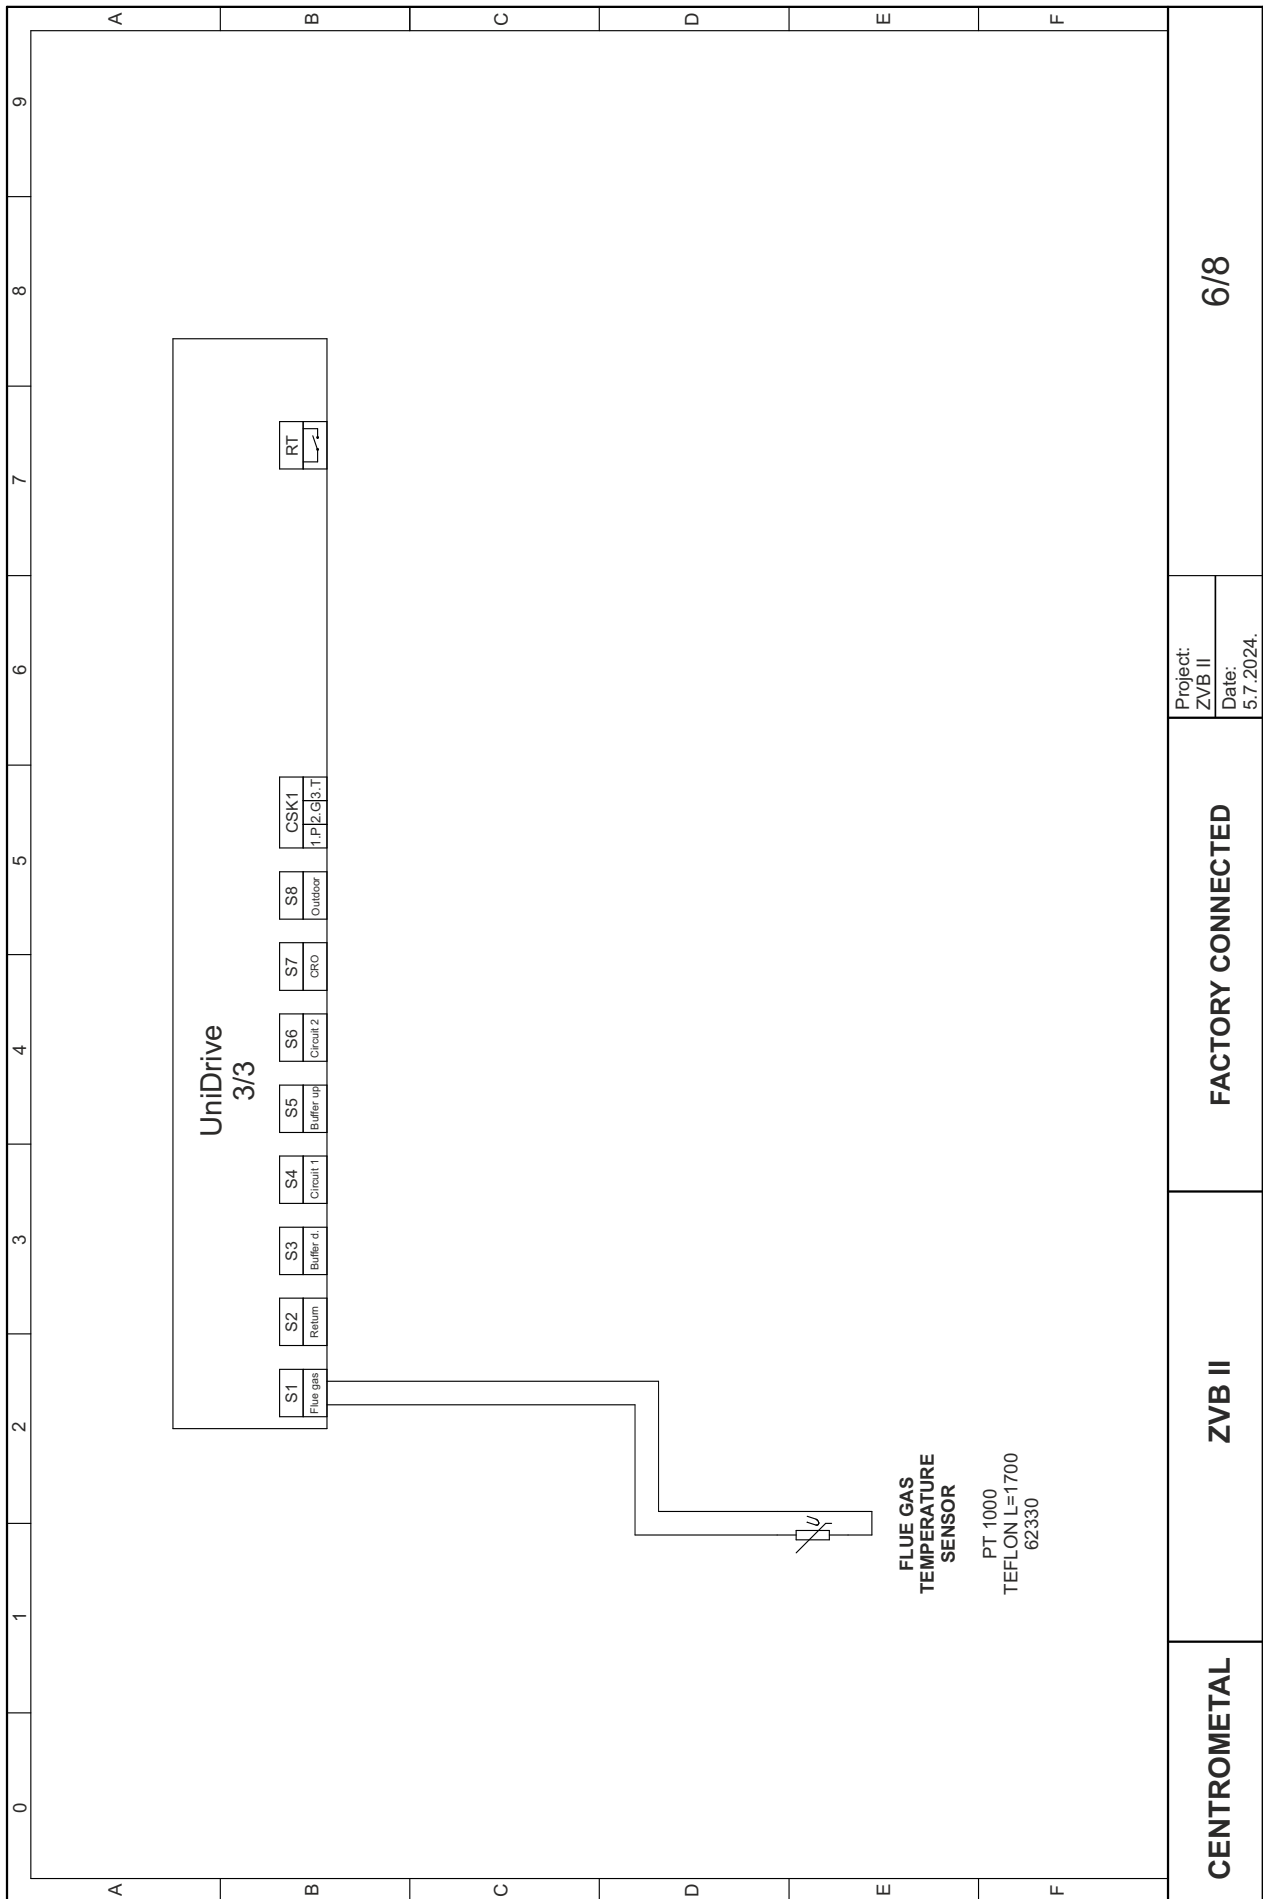 0 1 2 3 4 5 6 7 8 9
A A
B B
C C
D D
E E
F F
UniDrive
3/3
S1
Flue gas
S2
Return
S3
Buffer d.
S4
Circuit 1
S5
Buffer up
S6
Circuit 2
S7
CRO
S8
Outdoor
CSK1
1.P 2.G 3.T
RT
U
FLUE GAS
TEMPERATURE
SENSOR
PT 1000
TEFLON L=1700
62330
CENTROMETAL
ZVB II
FACTORY CONNECTED
Project:
ZVB II
Date:
5.7.2024.
6/8